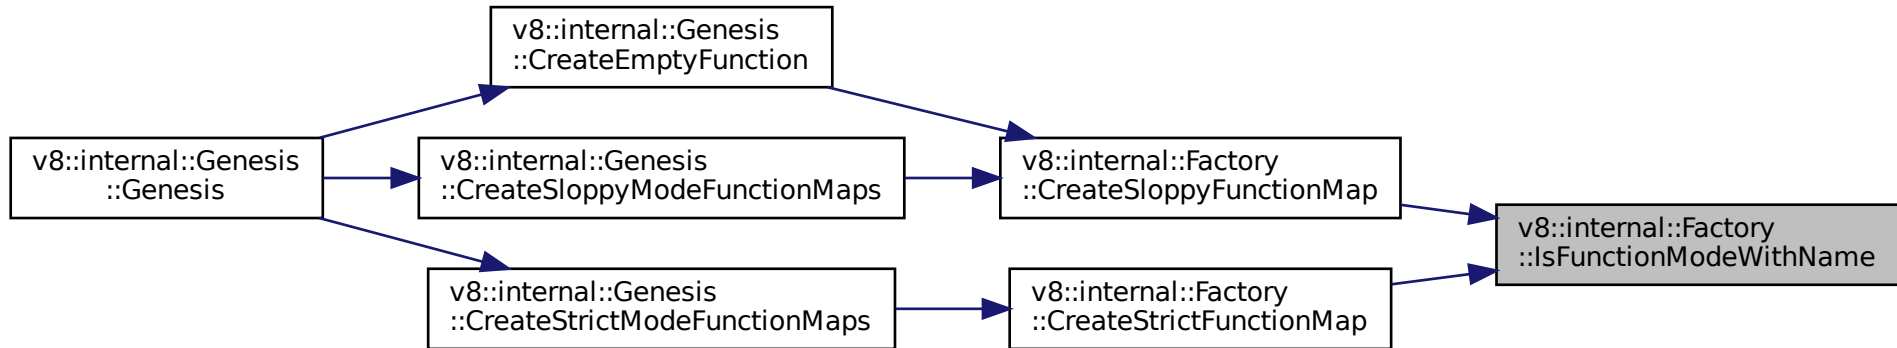 v8::internal::Genesis
::CreateEmptyFunction
v8::internal::Genesis
::Genesis
v8::internal::Genesis
::CreateSloppyModeFunctionMaps
v8::internal::Factory
::CreateSloppyFunctionMap
v8::internal::Factory
::IsFunctionModeWithName
v8::internal::Genesis
::CreateStrictModeFunctionMaps
v8::internal::Factory
::CreateStrictFunctionMap